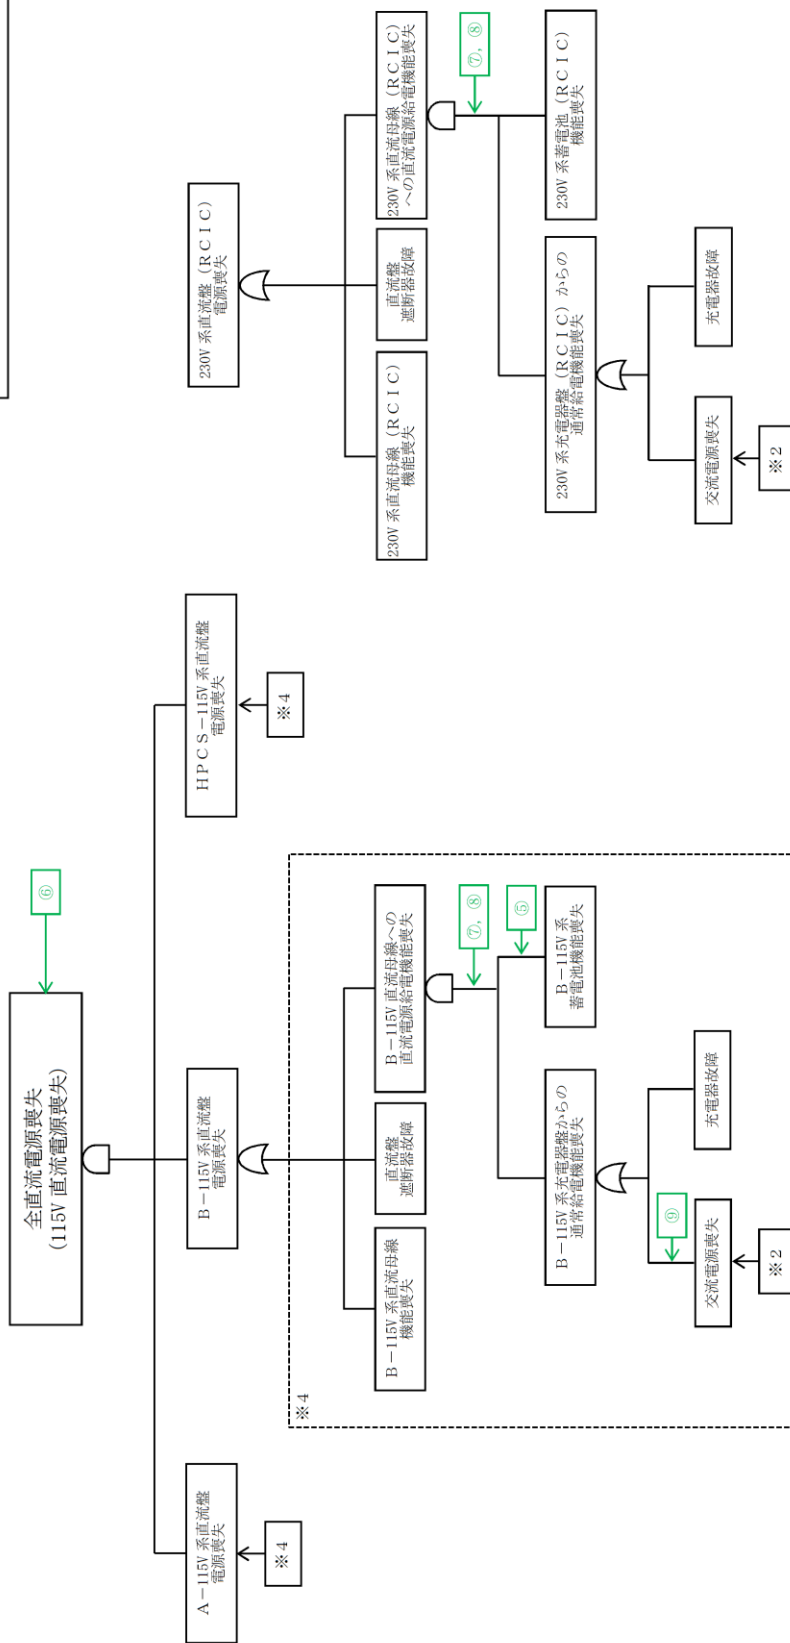 全直流電源喪失
(115V 直流電源喪失)
⑥
A－115V 系直流盤
電源喪失
※4
B－115V 系直流盤
電源喪失
HPCS－115V 系直流盤
電源喪失
※4
※4
B－115V 系直流母線
機能喪失
直流盤
遮断器故障
B－115V 直流母線への
直流電源給電機能喪失
⑦, ⑧
⑤
B－115V 系充電器盤からの
通常給電機能喪失
B－115V 系
蓄電池機能喪失
⑨
交流電源喪失
充電器故障
※2
230V 系直流盤 (RCIC)
電源喪失
230V 系直流母線 (RCIC)
機能喪失
直流盤
遮断器故障
230V 系直流母線 (RCIC)
への直流電源給電機能喪失
⑦, ⑧
230V 系充電器盤 (RCIC) からの
通常給電機能喪失
230V 系蓄電池 (RCIC)
機能喪失
交流電源喪失
充電器故障
※2